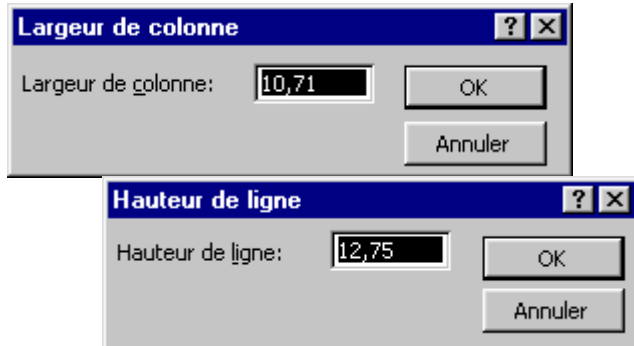 Largeur de colonne
Largeur de colonne: 10,71 OK
Annuler
Hauteur de ligne
Hauteur de ligne: 12,75 OK
Annuler